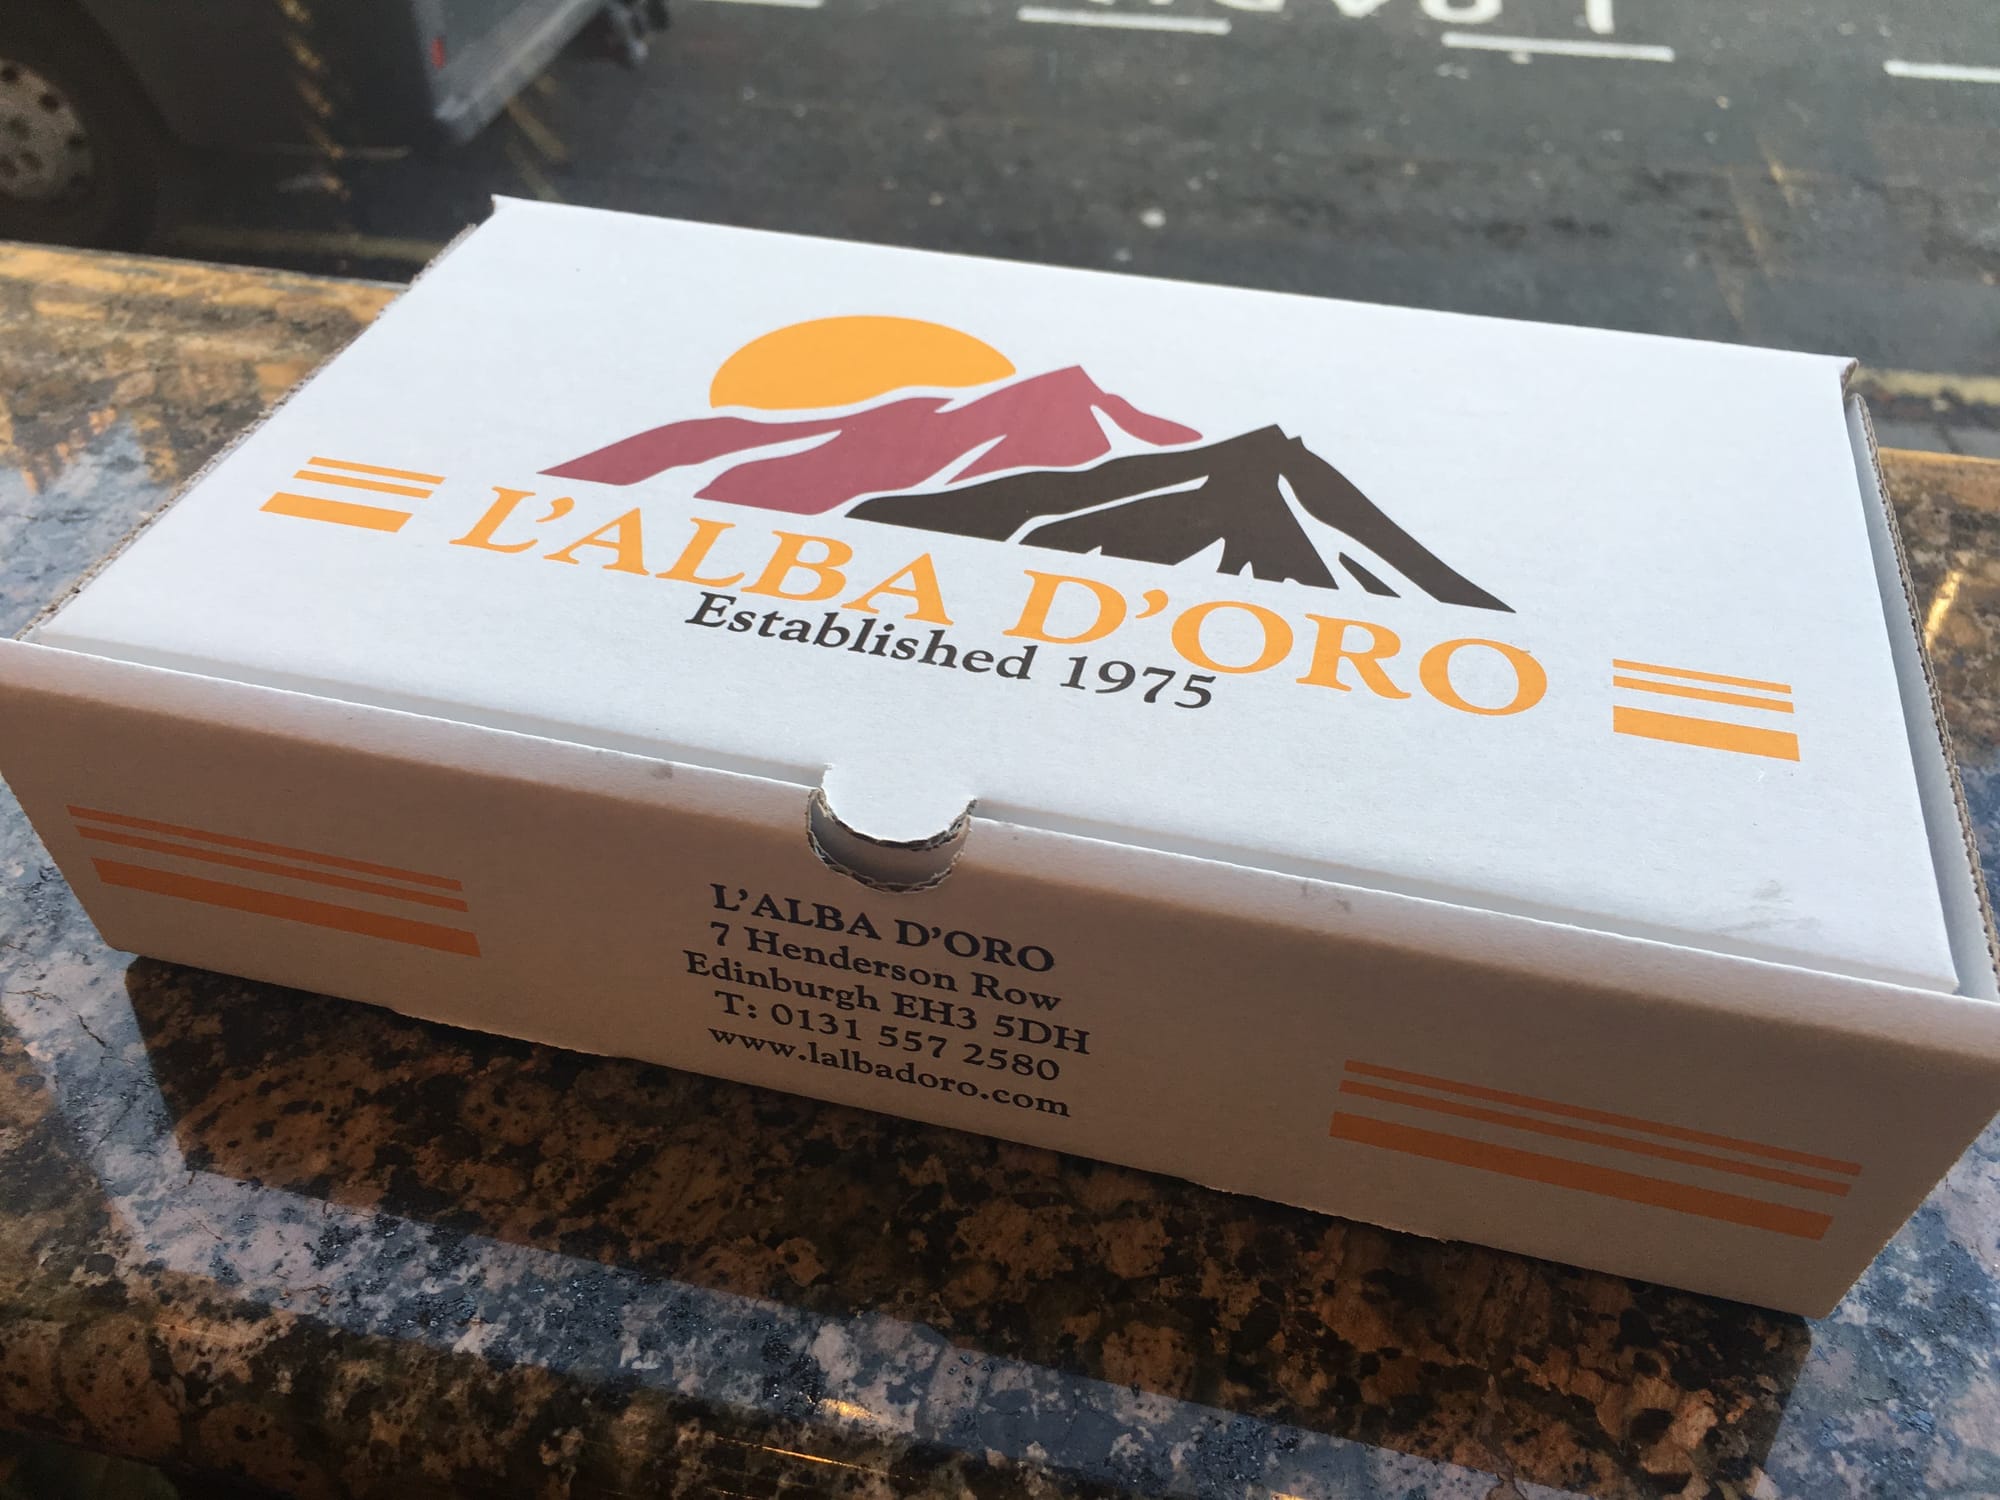 L'ALBA D'ORO
Established 1975
L'ALBA D'ORO
7 Henderson Row
Edinburgh EH3 5DH
T: 0131 557 2580
www.lalbadoro.com